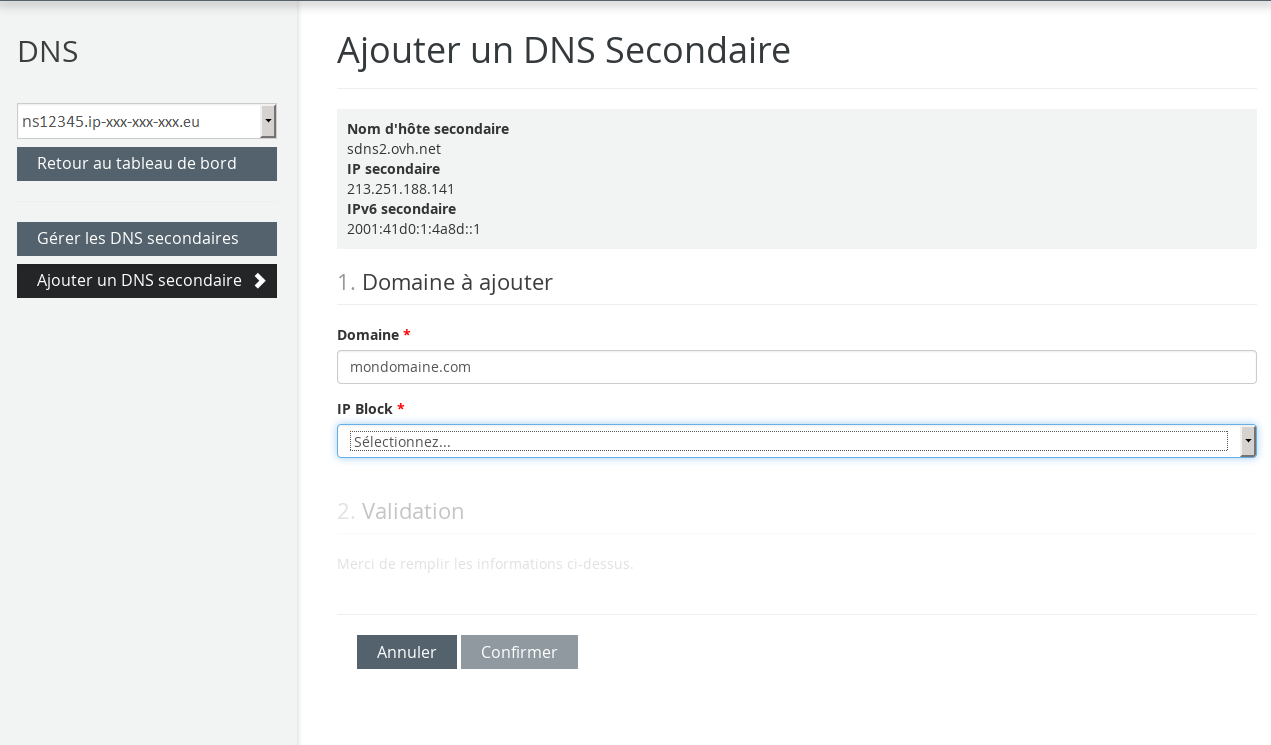 DNS
ns12345.ip-xxx-xxx-xxx.eu
Retour au tableau de bord
Gérer les DNS secondaires
Ajouter un DNS secondaire
Ajouter un DNS Secondaire
Nom d'hôte secondaire
sdns2.ovh.net
IP secondaire
213.251.188.141
IPv6 secondaire
2001:41d0:1:4a8d::1
1. Domaine à ajouter
Domaine *
mondomaine.com
IP Block *
Sélectionnez...
2. Validation
Merci de remplir les informations ci-dessus.
Annuler Confirmer